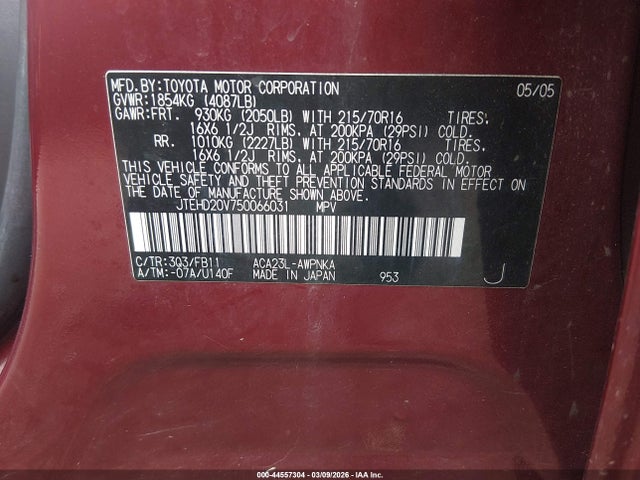 MFD.BY:TOYOTA MOTOR CORPORATION 05/05
GVWR:1854KG (4087LB)
GAWR:FRT. 930KG (2050LB) WITH 215/70R16 TIRES.
16X6 1/2J RIMS, AT 200KPA (29PSI) COLD.
RR. 1010KG (2227LB) WITH 215/70R16 TIRES.
16X6 1/2J RIMS, AT 200KPA (29PSI) COLD.
THIS VEHICLE CONFORMS TO ALL APPLICABLE FEDERAL MOTOR
VEHICLE SAFETY AND THEFT PREVENTION STANDARDS IN EFFECT ON
THE DATE OF MANUFACTURE SHOWN ABOVE.
JTEHD20V750066031 MPV
C/TR:3Q3/FB11 ACA23L-AWPNKA
A/TM:-07A/U140F MADE IN JAPAN 953 J
000-44557304 - 03/09/2026 - IAA Inc.